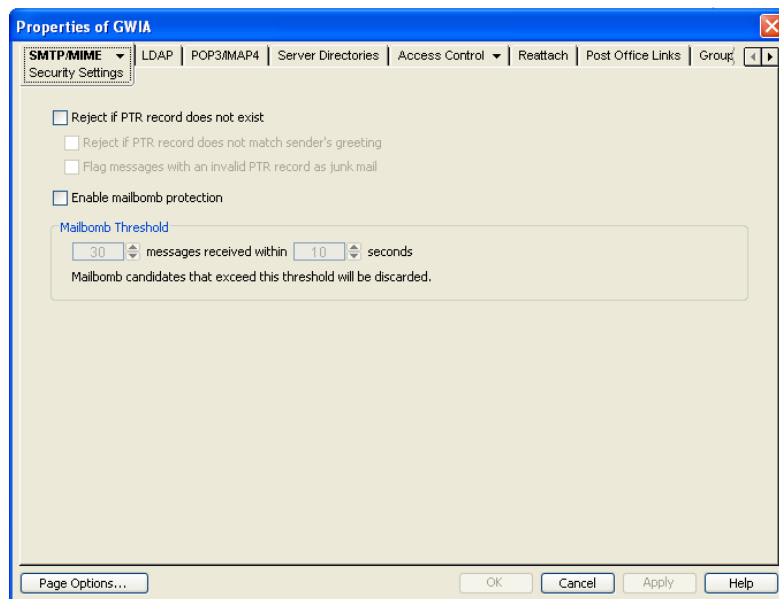 Properties of GWIA
SMTP/MIME LDAP POP3/IMAP4 Server Directories Access Control Reattach Post Office Links Group
Security Settings
Reject if PTR record does not exist
Reject if PTR record does not match sender's greeting
Flag messages with an invalid PTR record as junk mail
Enable mailbomb protection
Mailbomb Threshold
30 messages received within 10 seconds
Mailbomb candidates that exceed this threshold will be discarded.
Page Options... OK Cancel Apply Help